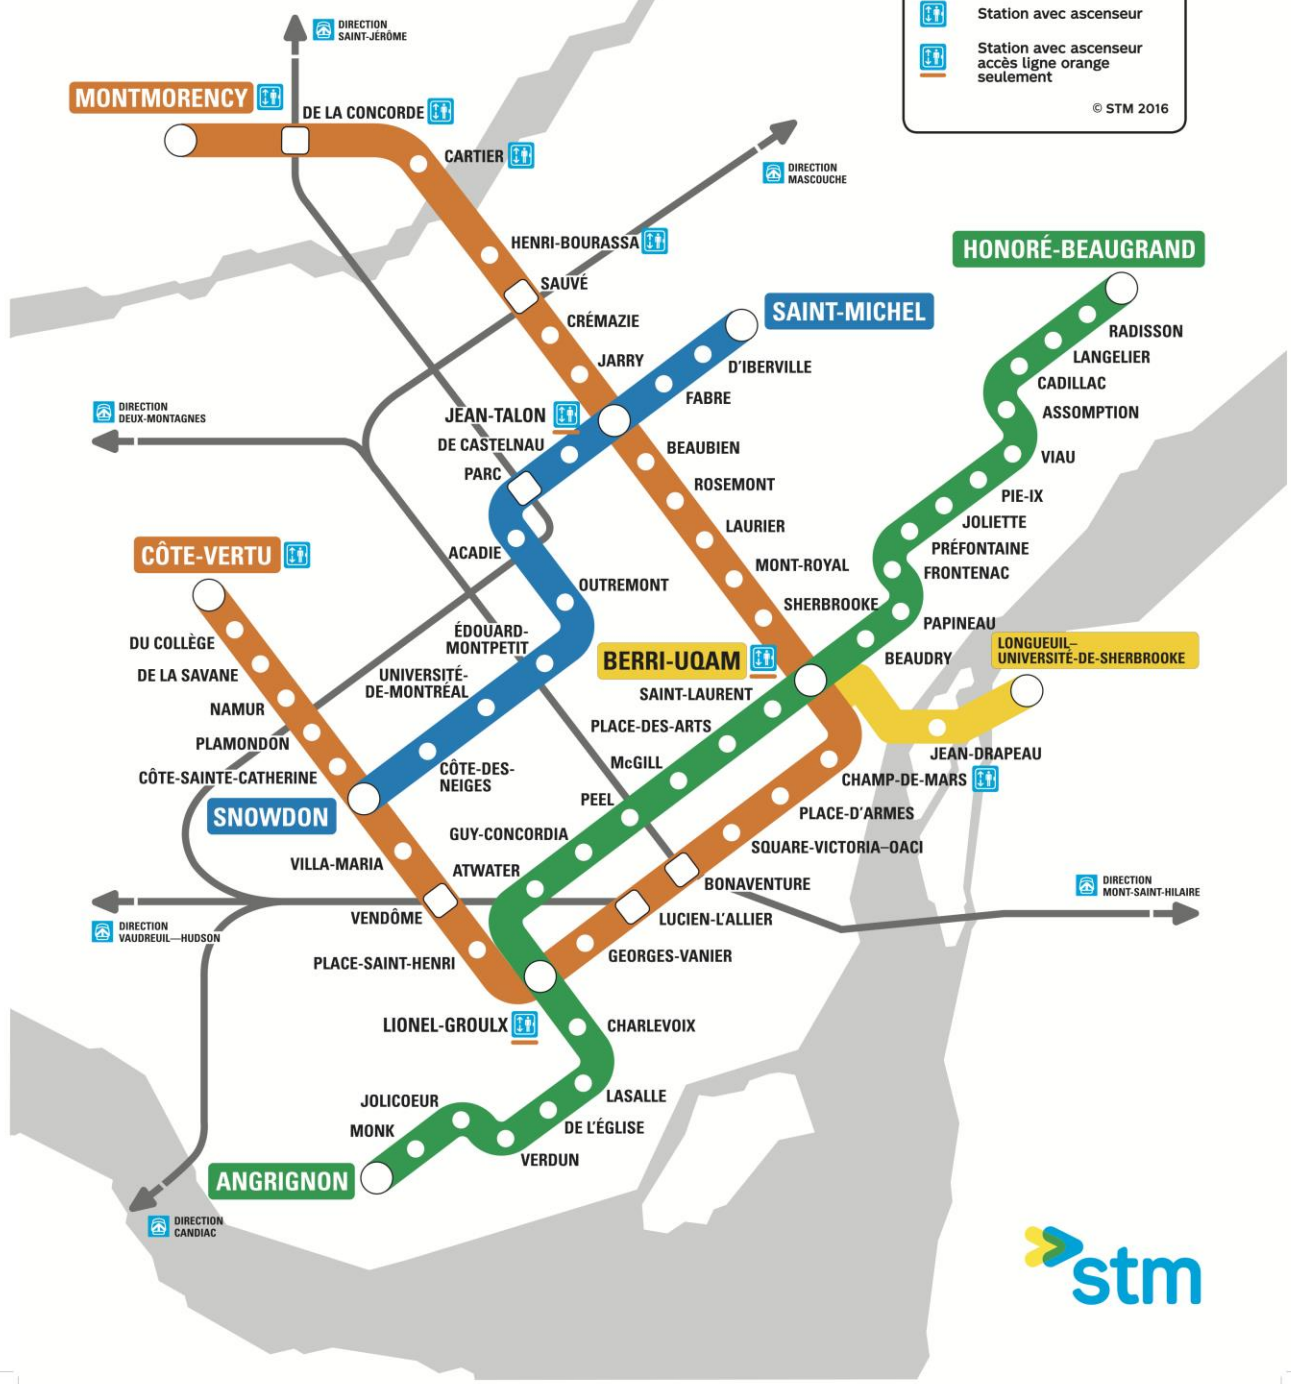 DIRECTION
SAINT-JÉRÔME
Station avec ascenseur
Station avec ascenseur
accès ligne orange
seulement
© STM 2016
MONTMORENCY
DE LA CONCORDE
CARTIER
DIRECTION
MASCOUCHE
HENRI-BOURASSA
HONORÉ-BEAUGRAND
SAUVÉ
SAINT-MICHEL
CRÉMAZIE
RADISSON
JARRY
LANGELIER
D'IBERVILLE
CADILLAC
FABRE
DIRECTION
DEUX-MONTAGNES
JEAN-TALON
ASSOMPTION
DE CASTELNAU
BEAUBIEN
VIAU
PARC
ROSEMONT
PIE-IX
LAURIER
JOLIETTE
CÔTE-VERTU
ACADIE
PRÉFONTAINE
MONT-ROYAL
FRONTENAC
OUTREMONT
SHERBROOKE
PAPINEAU
DU COLLÈGE
ÉDOUARD-
MONTPETIT
LONGUEUIL–
UNIVERSITÉ-DE-SHERBROOKE
BERRI-UQAM
BEAUDRY
DE LA SAVANE
UNIVERSITÉ-
DE-MONTRÉAL
SAINT-LAURENT
NAMUR
PLACE-DES-ARTS
PLAMONDON
JEAN-DRAPEAU
McGILL
CÔTE-SAINTE-CATHERINE
CÔTE-DES-
NEIGES
CHAMP-DE-MARS
PEEL
SNOWDON
PLACE-D'ARMES
GUY-CONCORDIA
SQUARE-VICTORIA–OACI
VILLA-MARIA
ATWATER
BONAVENTURE
DIRECTION
MONT-SAINT-HILAIRE
VENDÔME
LUCIEN-L'ALLIER
DIRECTION
VAUDREUIL—HUDSON
PLACE-SAINT-HENRI
GEORGES-VANIER
LIONEL-GROULX
CHARLEVOIX
LASALLE
JOLICOEUR
DE L'ÉGLISE
MONK
VERDUN
ANGRIGNON
DIRECTION
CANDIAC
stm